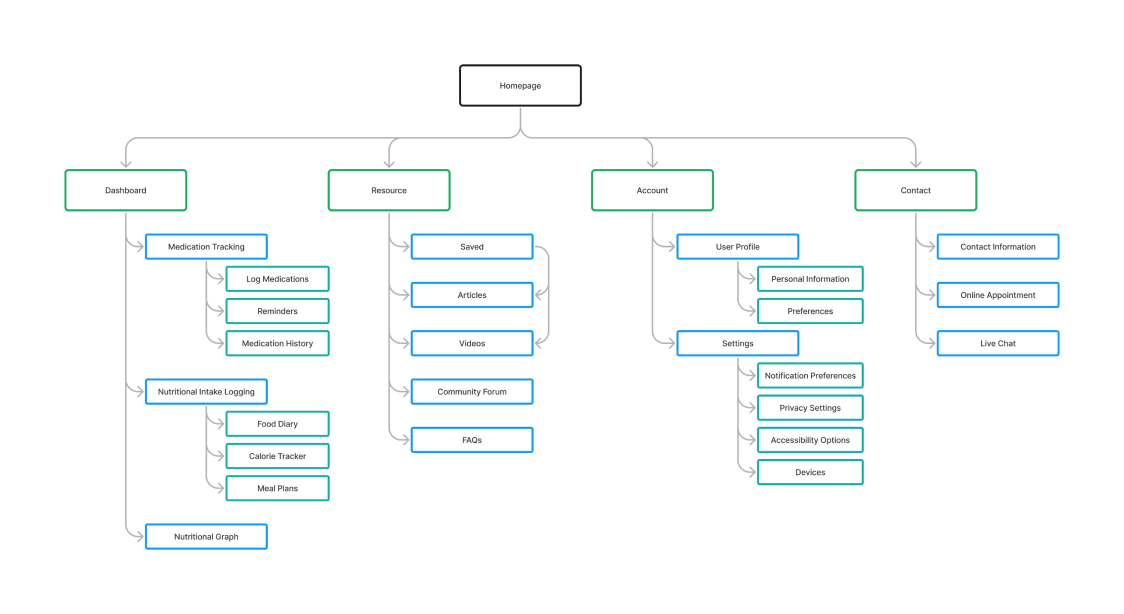 Homepage
Dashboard
Resource
Account
Contact
Medication Tracking
Log Medications
Reminders
Medication History
Nutritional Intake Logging
Food Diary
Calorie Tracker
Meal Plans
Nutritional Graph
Saved
Articles
Videos
Community Forum
FAQs
User Profile
Personal Information
Preferences
Settings
Notification Preferences
Privacy Settings
Accessibility Options
Devices
Contact Information
Online Appointment
Live Chat